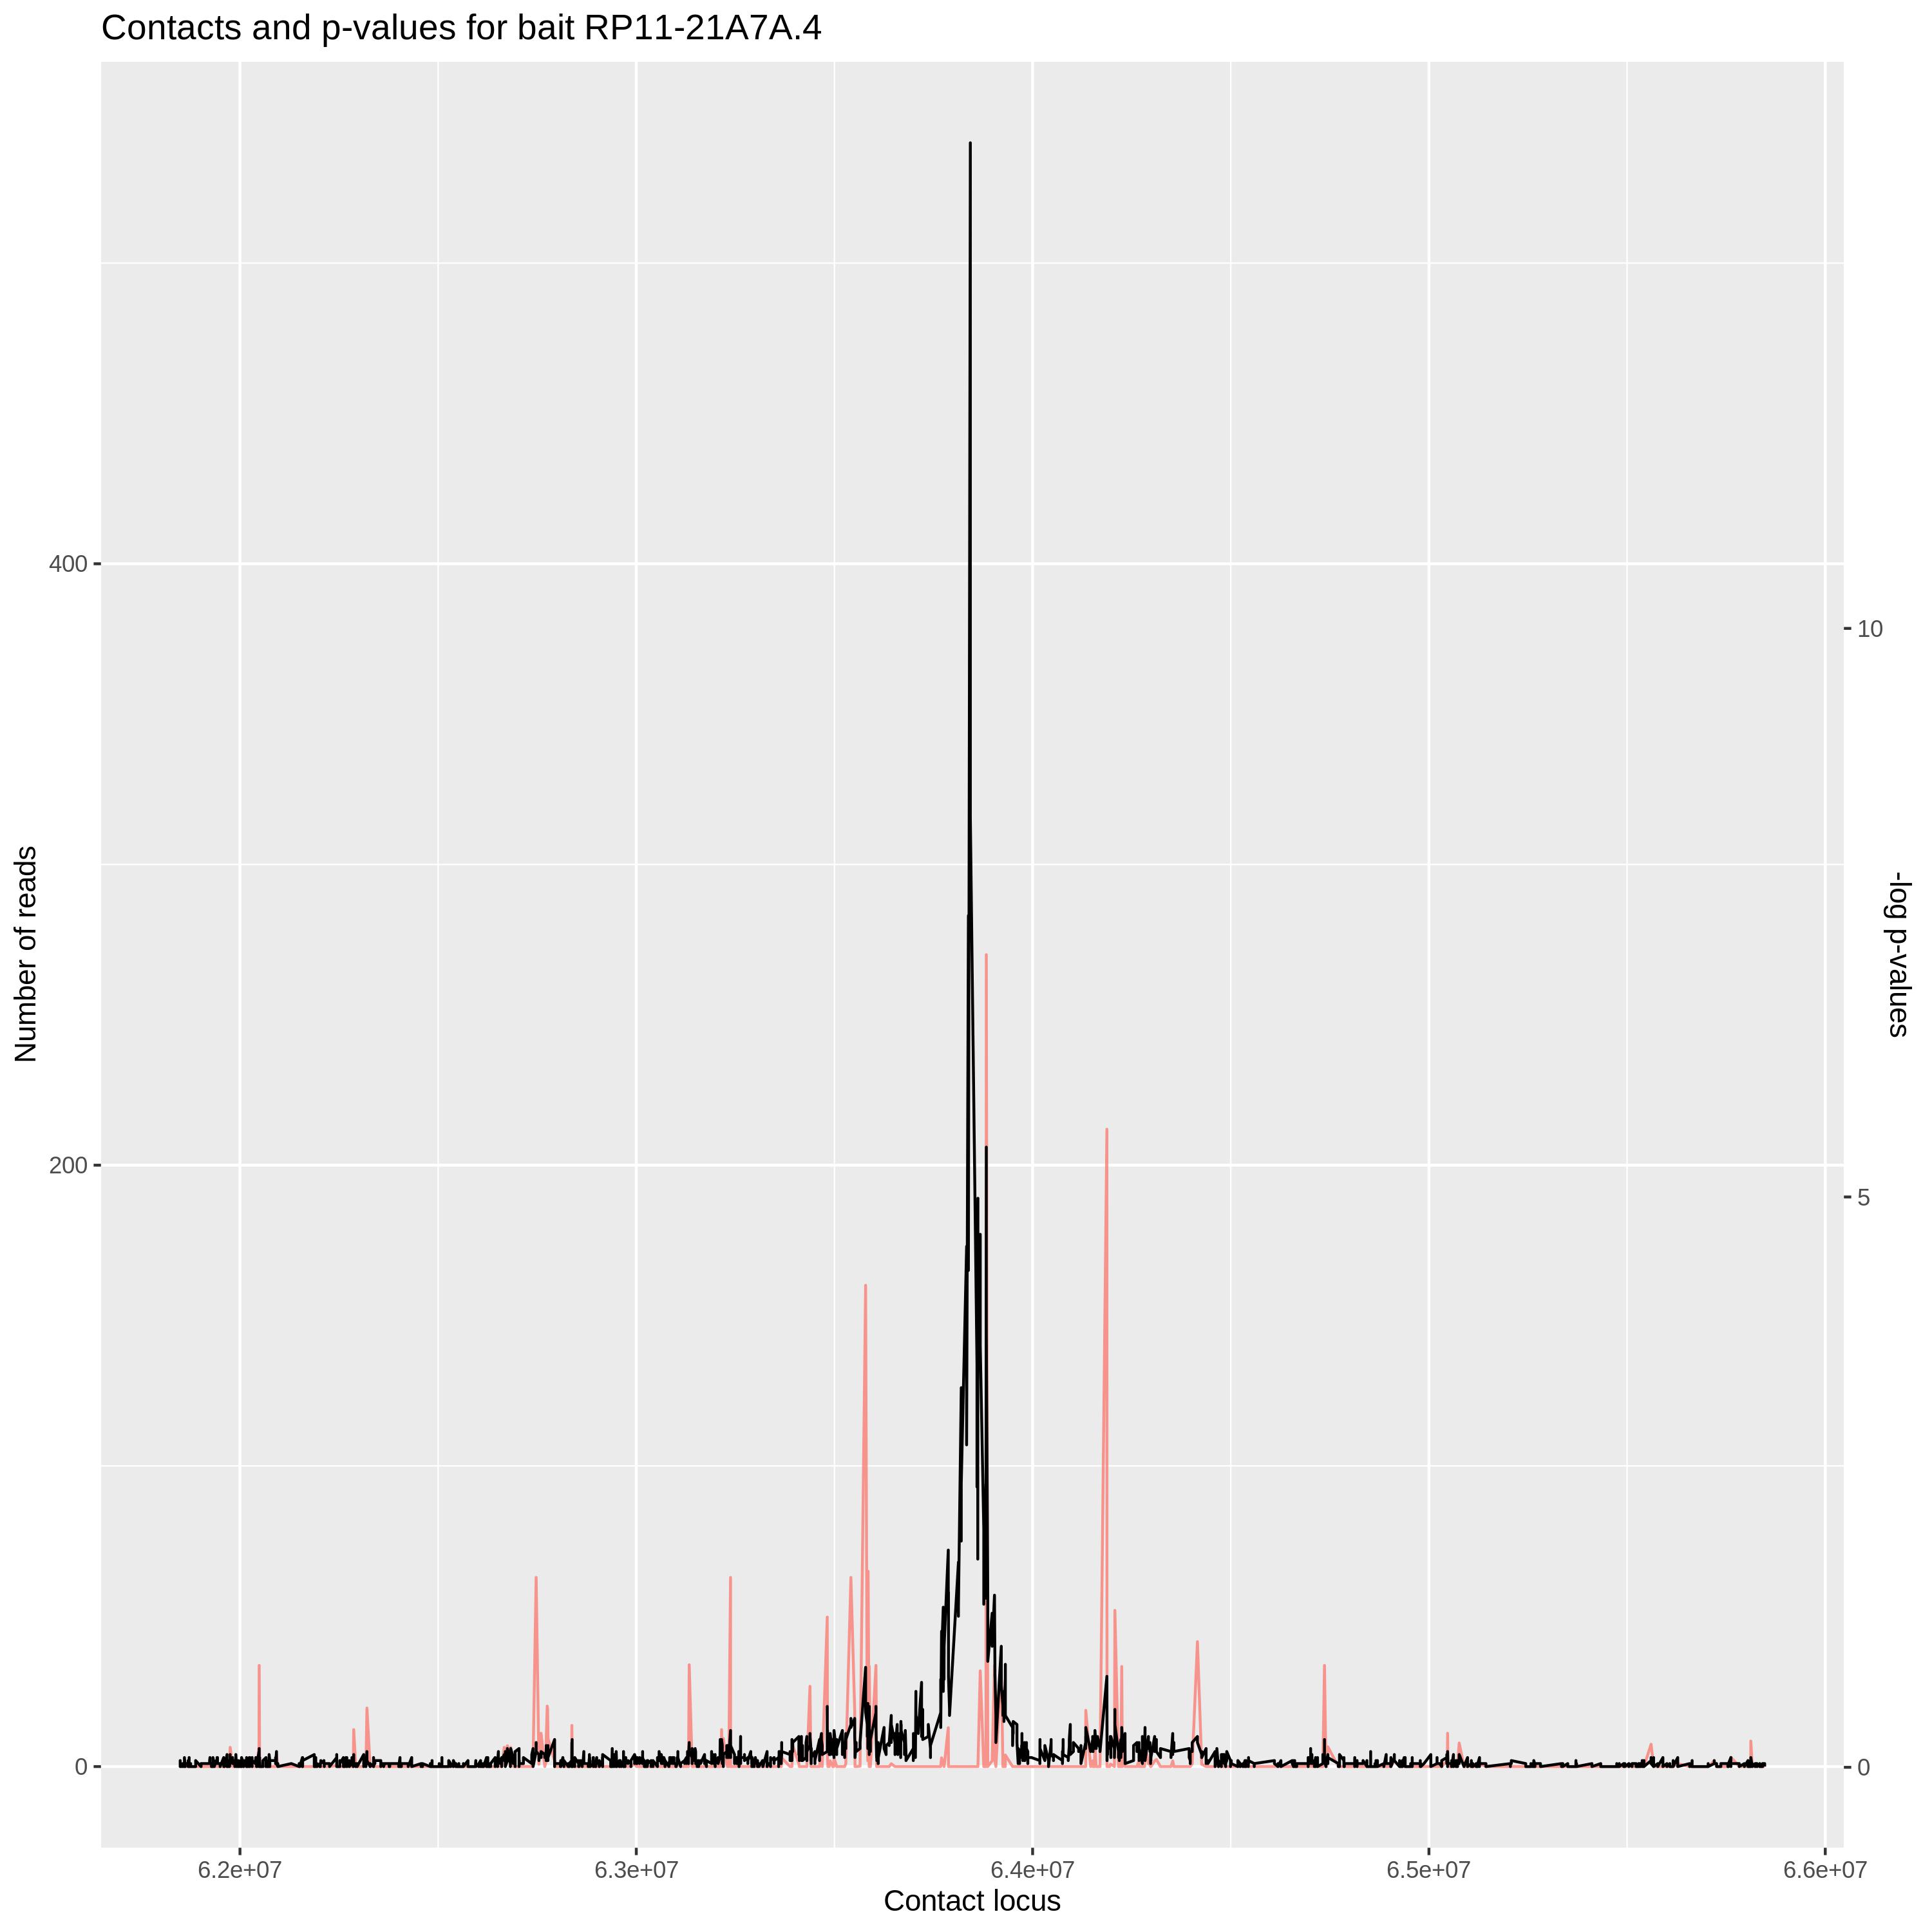 Contacts and p-values for bait RP11-21A7A.4
Number of reads
400
200
0
10
5
0
-log p-values
6.2e+07
6.3e+07
6.4e+07
6.5e+07
6.6e+07
Contact locus